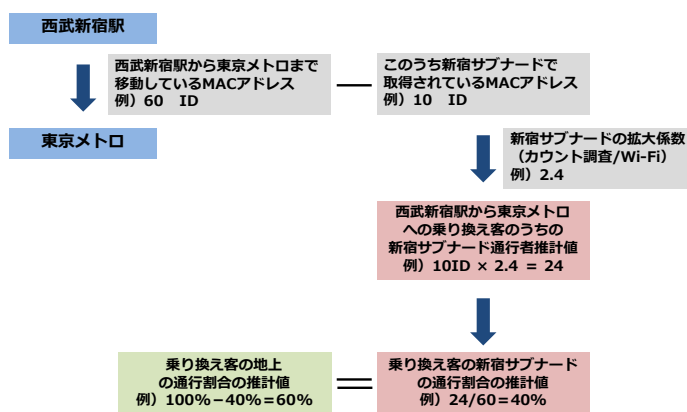 西武新宿駅
西武新宿駅から東京メトロまで
移動しているMACアドレス
例）60　ID
このうち新宿サブナードで
取得されているMACアドレス
例）10　ID
東京メトロ
新宿サブナードの拡大係数
（カウント調査/Wi-Fi）
例）2.4
西武新宿駅から東京メトロ
への乗り換え客のうちの
新宿サブナード通行者推計値
例）10ID × 2.4 = 24
乗り換え客の地上
の通行割合の推計値
例）100%－40%=60%
乗り換え客の新宿サブナード
の通行割合の推計値
例）24/60＝40%